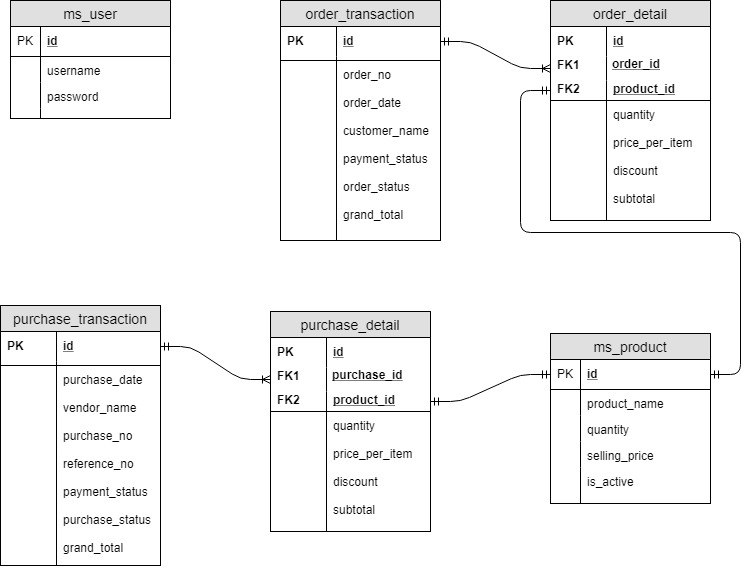 ms_user
PK id
username
password
order_transaction
PK id
order_no
order_date
customer_name
payment_status
order_status
grand_total
order_detail
PK id
FK1 order_id
FK2 product_id
quantity
price_per_item
discount
subtotal
purchase_transaction
PK id
purchase_date
vendor_name
purchase_no
reference_no
payment_status
purchase_status
grand_total
purchase_detail
PK id
FK1 purchase_id
FK2 product_id
quantity
price_per_item
discount
subtotal
ms_product
PK id
product_name
quantity
selling_price
is_active